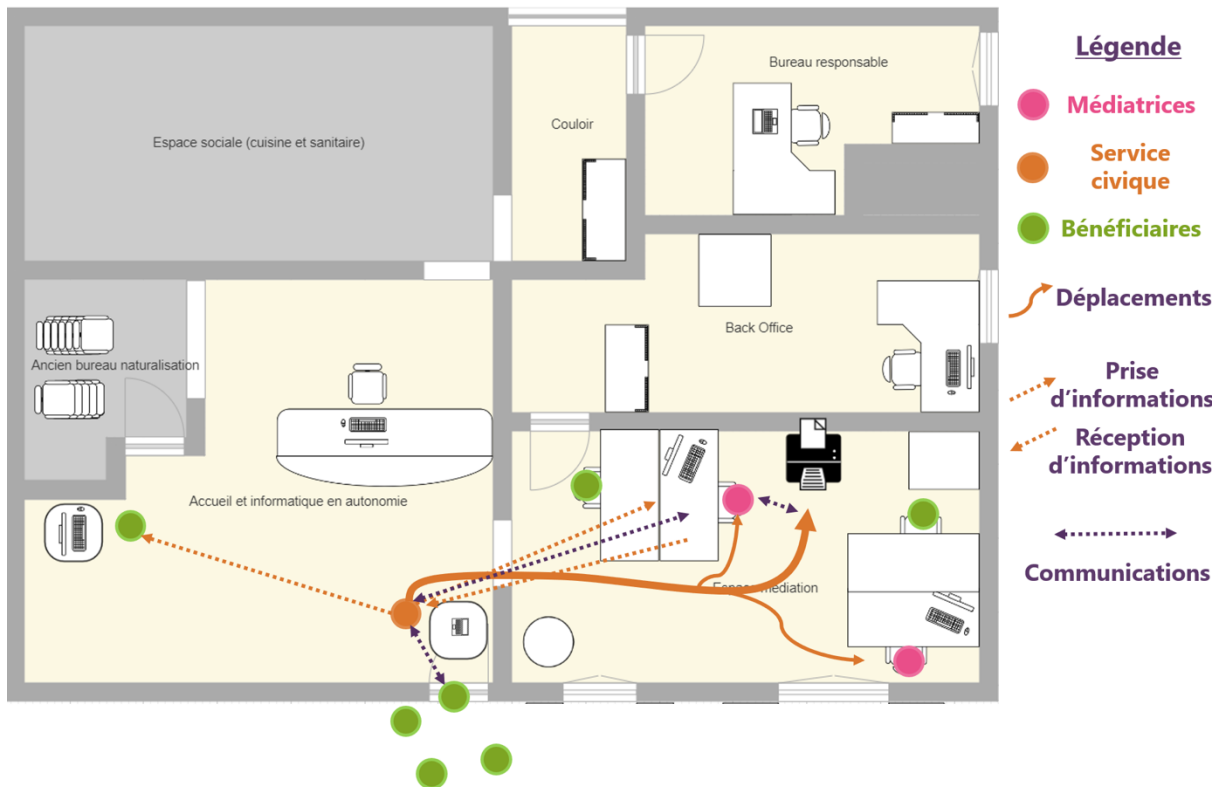 Légende
Médiatrices
Service
civique
Bénéficiaires
Déplacements
Prise
d'informations
Réception
d'informations
Communications
Bureau responsable
Couloir
Espace sociale (cuisine et sanitaire)
Back Office
Ancien bureau naturalisation
Accueil et informatique en autonomie
Espace médiation